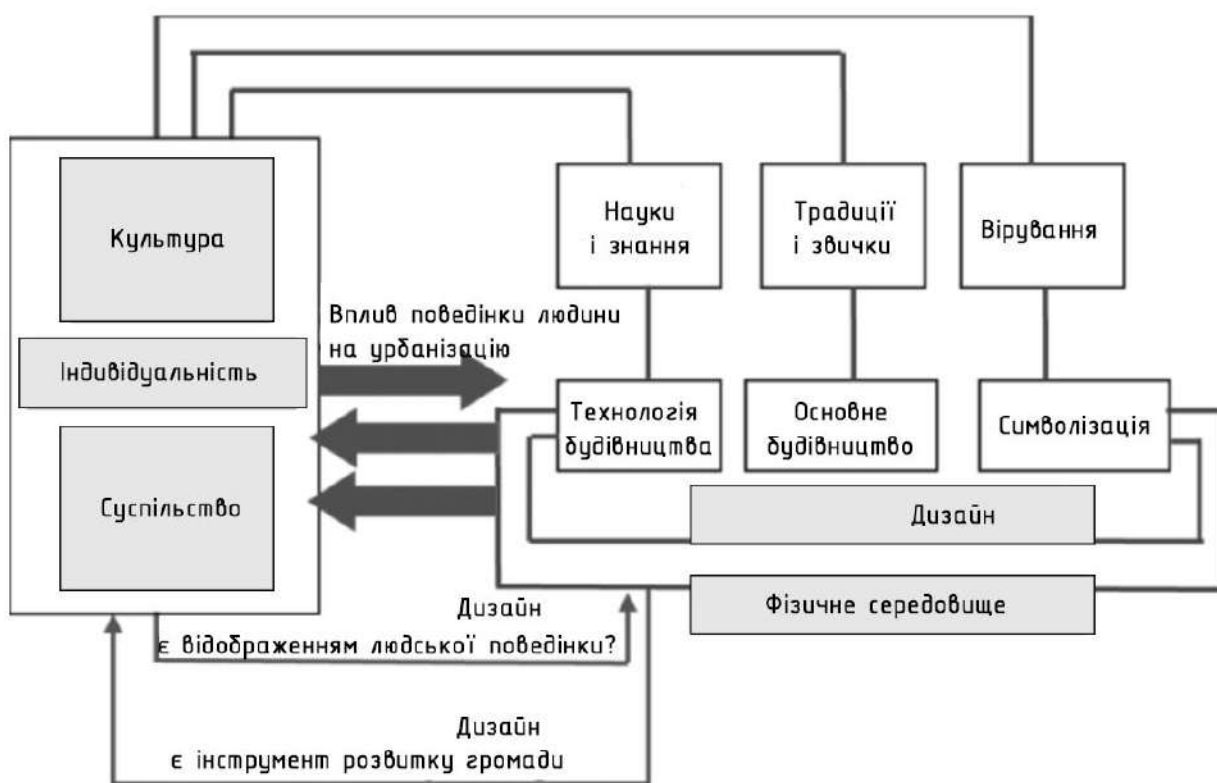 Культура
Індивідуальність
Суспільство
Вплив поведінки людини
на урбанізацію
Науки
і знання
Традиції
і звички
Вірування
Технологія
будівництва
Основне
будівництво
Символізація
Дизайн
Фізичне середовище
Дизайн
є відображенням людської поведінки?
Дизайн
є інструмент розвитку громади